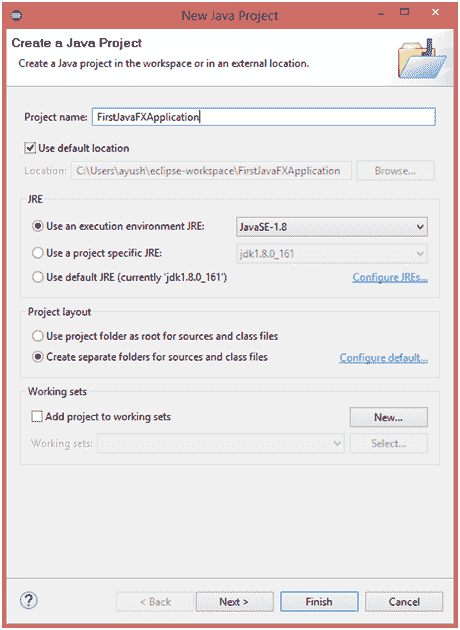 New Java Project
Create a Java Project
Create a Java project in the workspace or in an external location.
Project name: FirstJavaFXApplication
Use default location
Location: C:\Users\ayush\eclipse-workspace\FirstJavaFXApplication Browse...
JRE
Use an execution environment JRE: JavaSE-1.8
Use a project specific JRE: jdk1.8.0_161
Use default JRE (currently 'jdk1.8.0_161') Configure JREs...
Project layout
Use project folder as root for sources and class files
Create separate folders for sources and class files Configure default...
Working sets
Add project to working sets New...
Working sets: Select...
? < Back Next > Finish Cancel